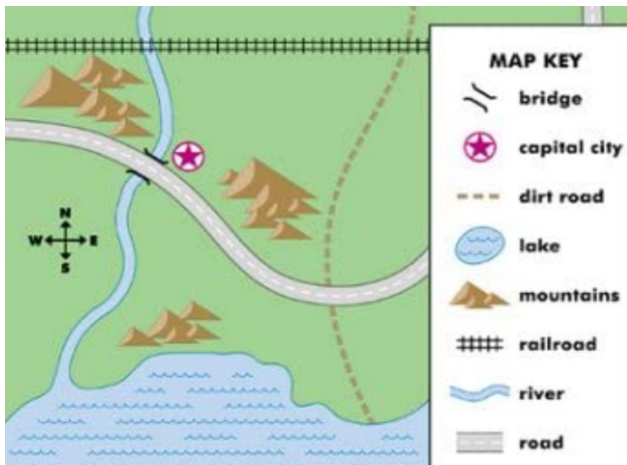 MAP KEY
bridge
capital city
dirt road
lake
mountains
railroad
river
road
N
W E
S